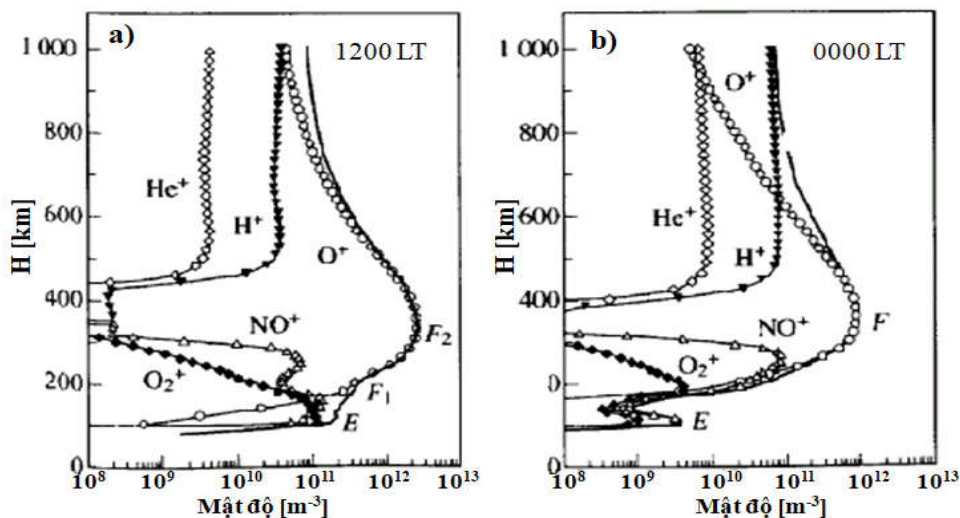 a)
1200 LT
1 000
800
600
400
200
0
H [km]
He⁺
H⁺
O⁺
NO⁺
O₂⁺
F₂
F₁
E
10⁸ 10⁹ 10¹⁰ 10¹¹ 10¹² 10¹³
Mật độ [m⁻³]
b)
0000 LT
1 000
800
600
400
0
0
H [km]
O⁺
He⁺
H⁺
NO⁺
O₂⁺
F
E
10⁸ 10⁹ 10¹⁰ 10¹¹ 10¹² 10¹³
Mật độ [m⁻³]